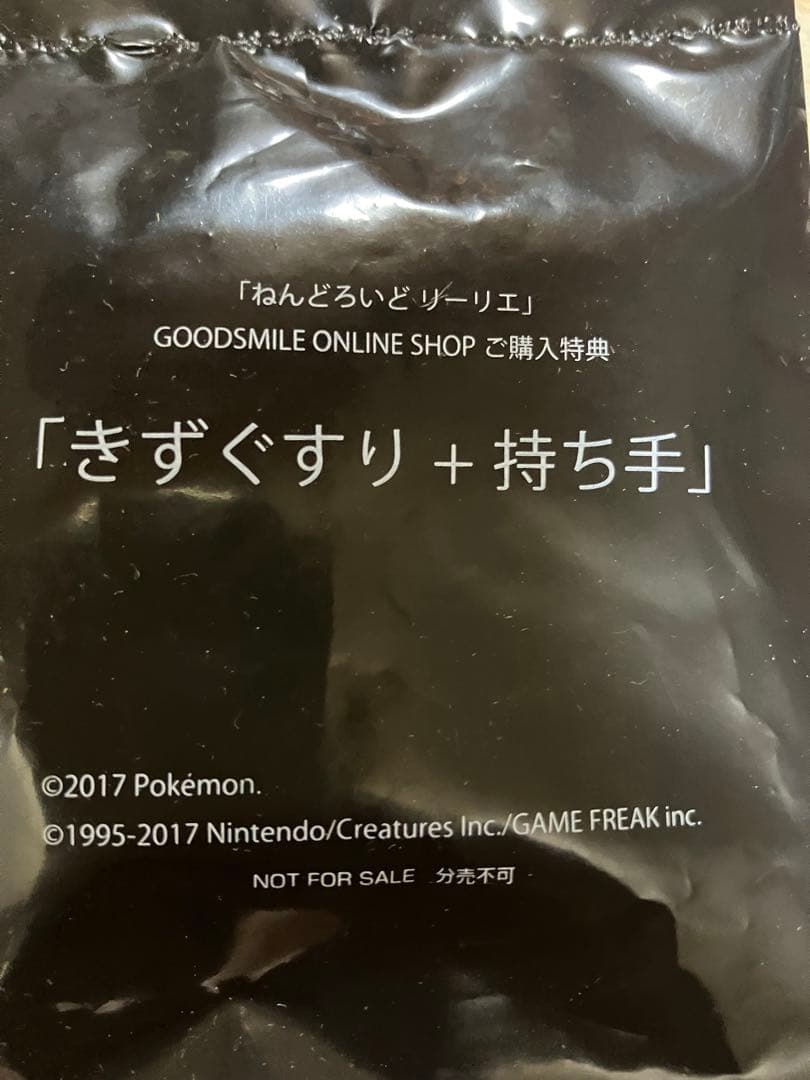 「ねんどろいど リーリエ」
GOODSMILE ONLINE SHOP ご購入特典
「きずぐすり + 持ち手」
©2017 Pokémon.
©1995-2017 Nintendo/Creatures Inc./GAME FREAK inc.
NOT FOR SALE 分売不可